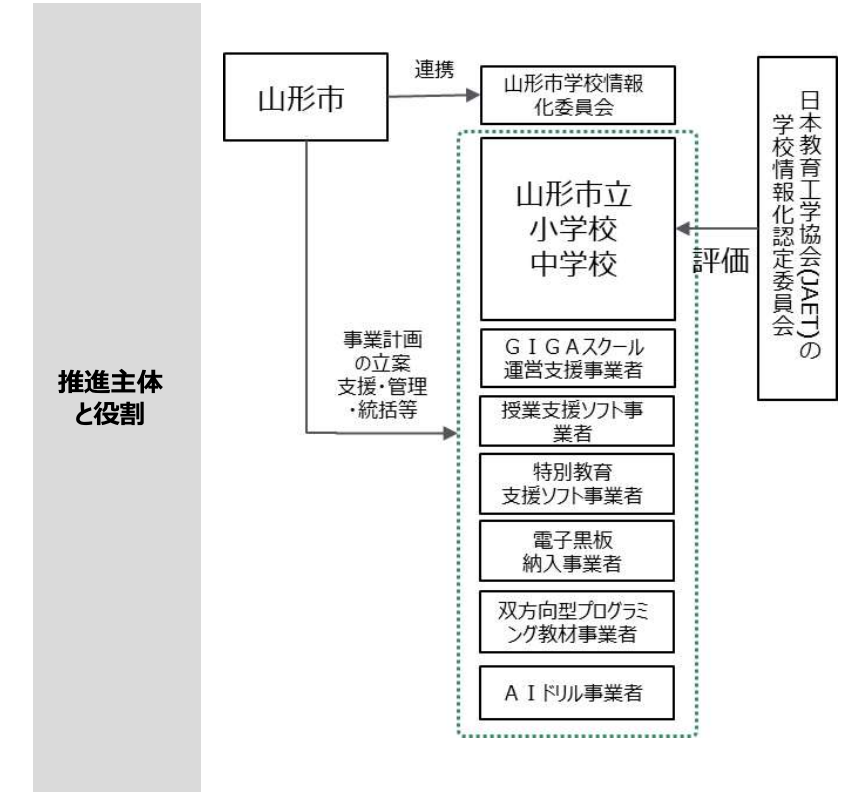 推進主体
と役割
山形市
連携
山形市学校情報
化委員会
山形市立
小学校
中学校
評価
日本教育工学協会(JAET)の
学校情報化認定委員会
事業計画
の立案
支援・管理
・統括等
ＧＩＧＡスクール
運営支援事業者
授業支援ソフト事
業者
特別教育
支援ソフト事業者
電子黒板
納入事業者
双方向型プログラミ
ング教材事業者
ＡＩドリル事業者